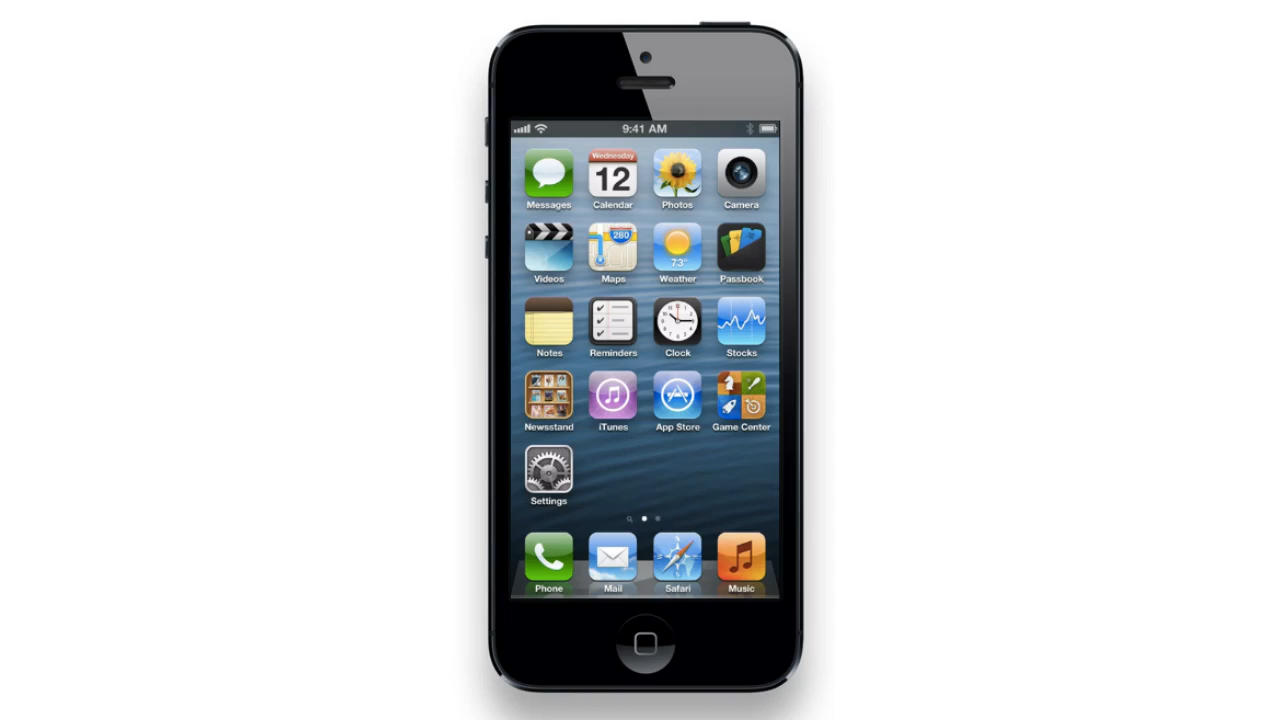 9:41 AM
Wednesday
12
Messages Calendar Photos Camera
280
73°
Videos Maps Weather Passbook
Notes Reminders Clock Stocks
Newsstand iTunes App Store Game Center
Settings
Phone Mail Safari Music